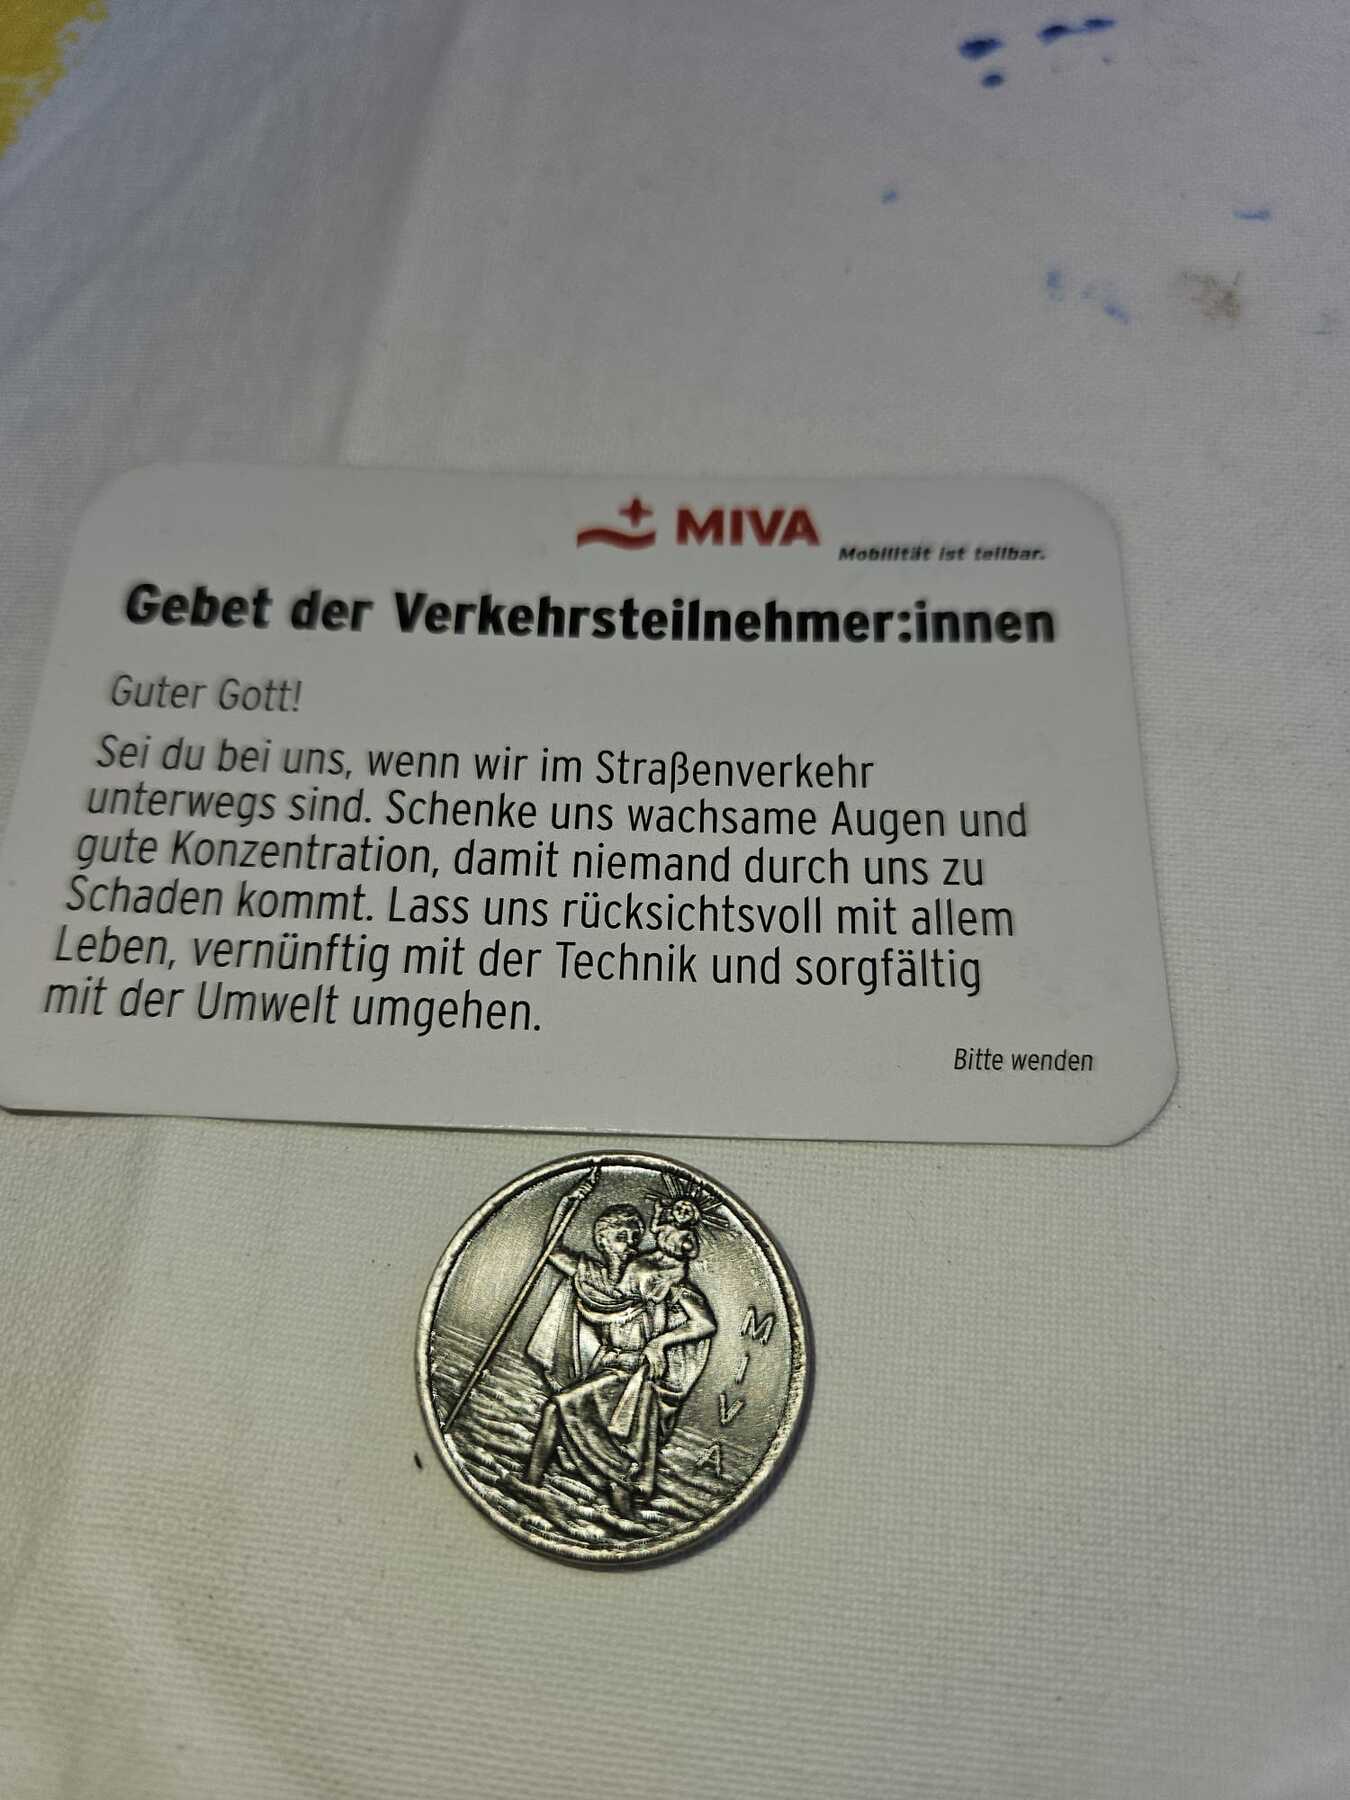 MIVA
Mobilität ist teilbar.
Gebet der Verkehrsteilnehmer:innen
Guter Gott!
Sei du bei uns, wenn wir im Straßenverkehr
unterwegs sind. Schenke uns wachsame Augen und
gute Konzentration, damit niemand durch uns zu
Schaden kommt. Lass uns rücksichtsvoll mit allem
Leben, vernünftig mit der Technik und sorgfältig
mit der Umwelt umgehen.
Bitte wenden
MIVA